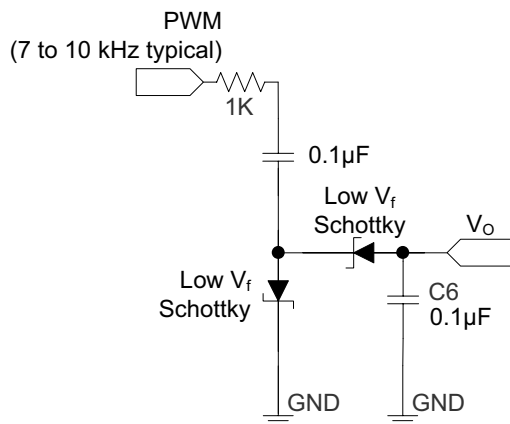 PWM
(7 to 10 kHz typical)
1K
0.1µF
Low Vf
Schottky
VO
Low Vf
Schottky
C6
0.1µF
GND
GND